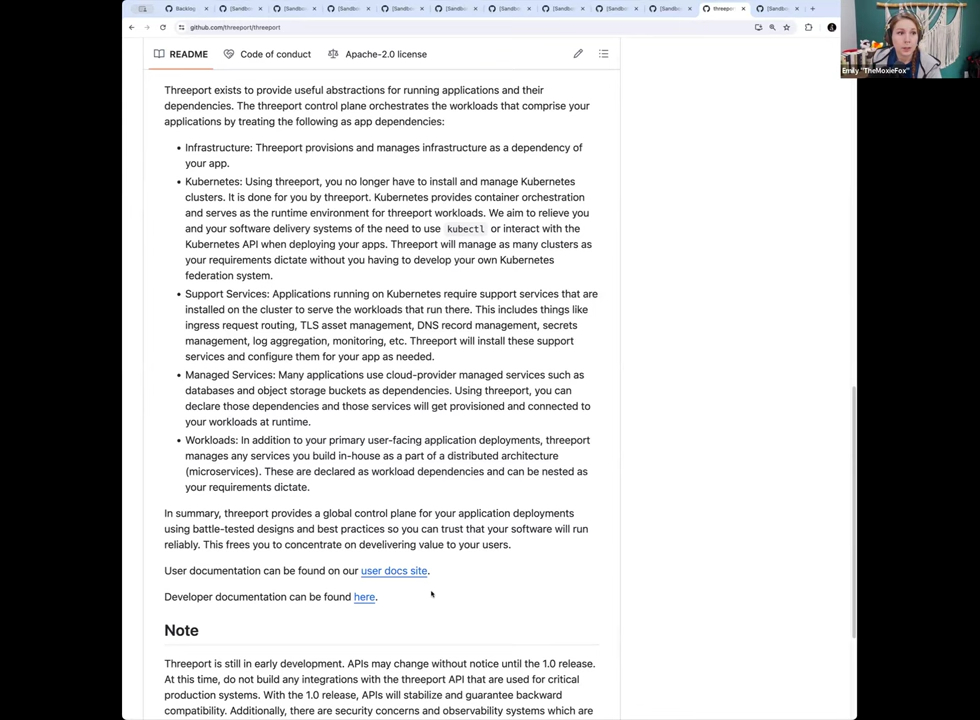 Backlog
[Sandbo
[Sandbo
[Sandbo
[Sandbo
[Sandbo
[Sandbo
[Sandbo
[Sandbo
[Sandbo
threepo
[Sandbo
github.com/threeport/threeport
README
Code of conduct
Apache-2.0 license
Emily "TheMoxieFox"
Threeport exists to provide useful abstractions for running applications and their
dependencies. The threeport control plane orchestrates the workloads that comprise your
applications by treating the following as app dependencies:
• Infrastructure: Threeport provisions and manages infrastructure as a dependency of
your app.
• Kubernetes: Using threeport, you no longer have to install and manage Kubernetes
clusters. It is done for you by threeport. Kubernetes provides container orchestration
and serves as the runtime environment for threeport workloads. We aim to relieve you
and your software delivery systems of the need to use kubectl or interact with the
Kubernetes API when deploying your apps. Threeport will manage as many clusters as
your requirements dictate without you having to develop your own Kubernetes
federation system.
• Support Services: Applications running on Kubernetes require support services that are
installed on the cluster to serve the workloads that run there. This includes things like
ingress request routing, TLS asset management, DNS record management, secrets
management, log aggregation, monitoring, etc. Threeport will install these support
services and configure them for your app as needed.
• Managed Services: Many applications use cloud-provider managed services such as
databases and object storage buckets as dependencies. Using threeport, you can
declare those dependencies and those services will get provisioned and connected to
your workloads at runtime.
• Workloads: In addition to your primary user-facing application deployments, threeport
manages any services you build in-house as a part of a distributed architecture
(microservices). These are declared as workload dependencies and can be nested as
your requirements dictate.
In summary, threeport provides a global control plane for your application deployments
using battle-tested designs and best practices so you can trust that your software will run
reliably. This frees you to concentrate on develivering value to your users.
User documentation can be found on our user docs site.
Developer documentation can be found here.
Note
Threeport is still in early development. APIs may change without notice until the 1.0 release.
At this time, do not build any integrations with the threeport API that are used for critical
production systems. With the 1.0 release, APIs will stabilize and guarantee backward
compatibility. Additionally, there are security concerns and observability systems which are